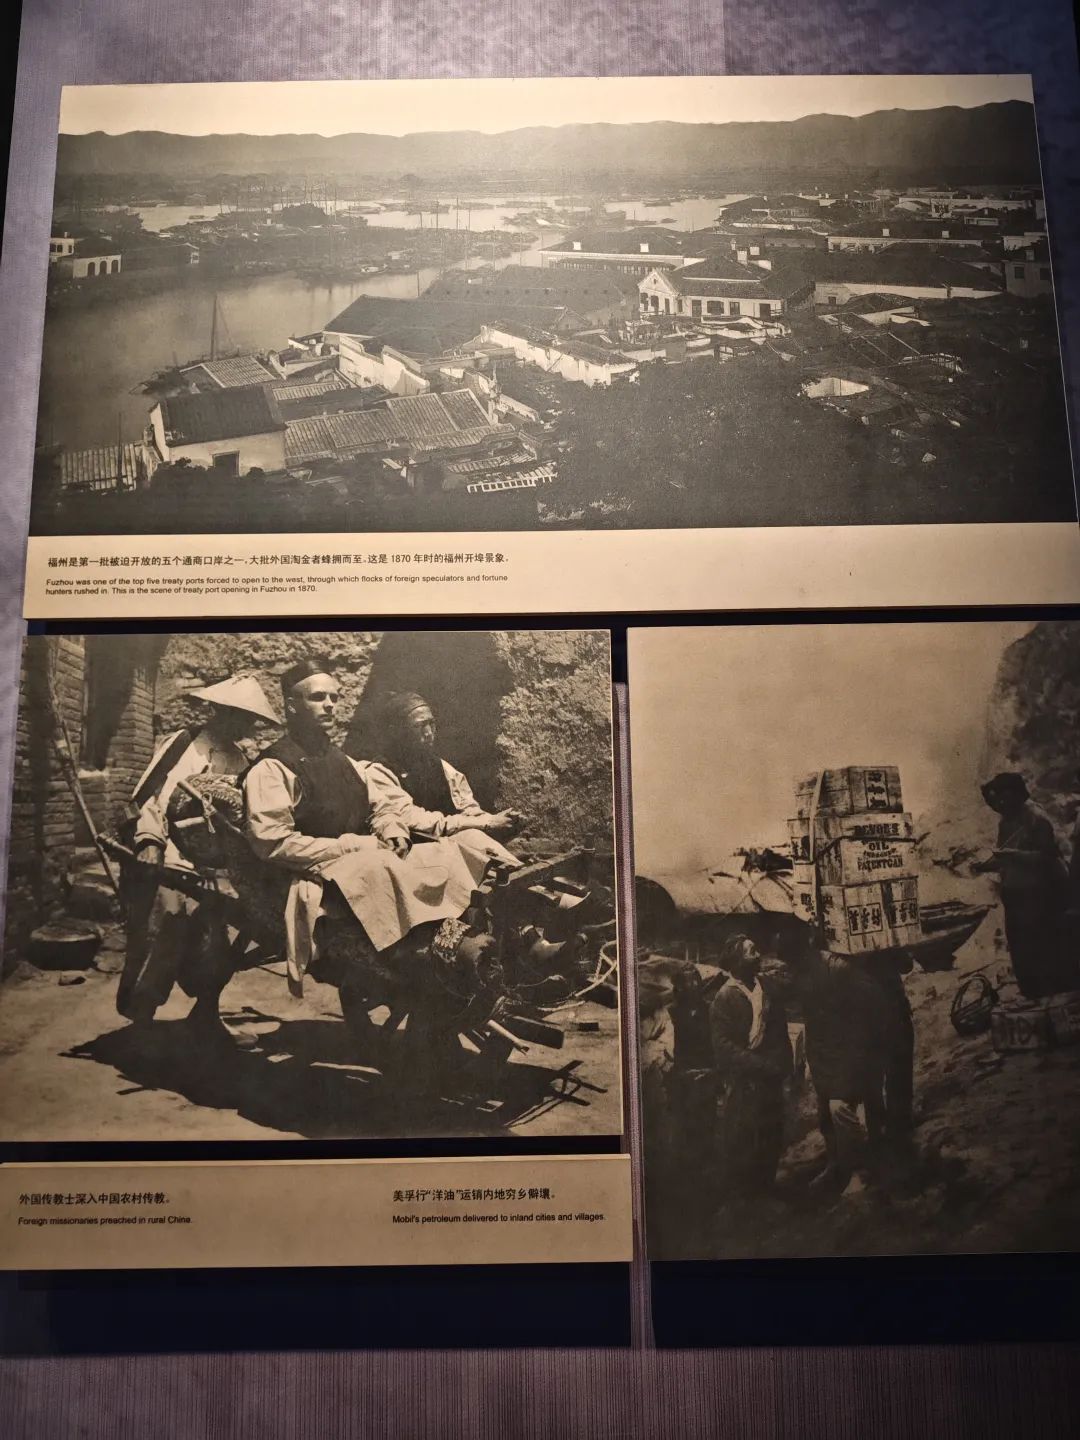 福州是第一批被迫开放的五个通商口岸之一,大批外国淘金者蜂拥而至。这是 1870 年时的福州开埠景象。
Fuzhou was one of the top five treaty ports forced to open to the west, through which flocks of foreign speculators and fortune
hunters rushed in. This is the scene of treaty port opening in Fuzhou in 1870.
DEVOE'S
OIL
PATENT CAN
外国传教士深入中国农村传教。
Foreign missionaries preached in rural China.
美孚行“洋油”运销内地穷乡僻壤。
Mobil's petroleum delivered to inland cities and villages.